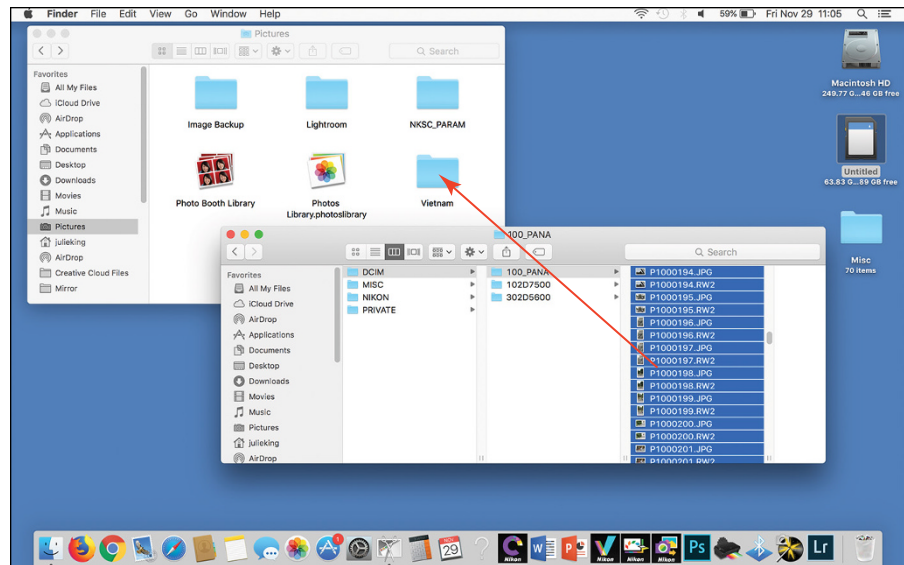 Finder File Edit View Go Window Help
59% Fri Nov 29 11:05
Pictures
Search
Favorites
All My Files
iCloud Drive
AirDrop
Applications
Documents
Desktop
Downloads
Movies
Music
Pictures
julieking
AirDrop
Creative Cloud Files
Mirror
Image Backup
Lightroom
NKSC_PARAM
Photo Booth Library
Photos
Library.photoslibrary
Vietnam
Macintosh HD
249.77 G...46 GB free
Untitled
63.83 G...89 GB free
Misc
70 items
100_PANA
Search
Favorites
All My Files
iCloud Drive
AirDrop
Applications
Documents
Desktop
Downloads
Movies
Music
Pictures
julieking
AirDrop
DCIM
MISC
NIKON
PRIVATE
100_PANA
102D7500
302D5600
P1000194.JPG
P1000194.RW2
P1000195.JPG
P1000195.RW2
P1000196.JPG
P1000196.RW2
P1000197.JPG
P1000197.RW2
P1000198.JPG
P1000198.RW2
P1000199.JPG
P1000199.RW2
P1000200.JPG
P1000200.RW2
P1000201.JPG
P1000201.RW2
1
NOV
29
?
Nikon
W
P
Nikon
Nikon
Nikon
Ps
Lr